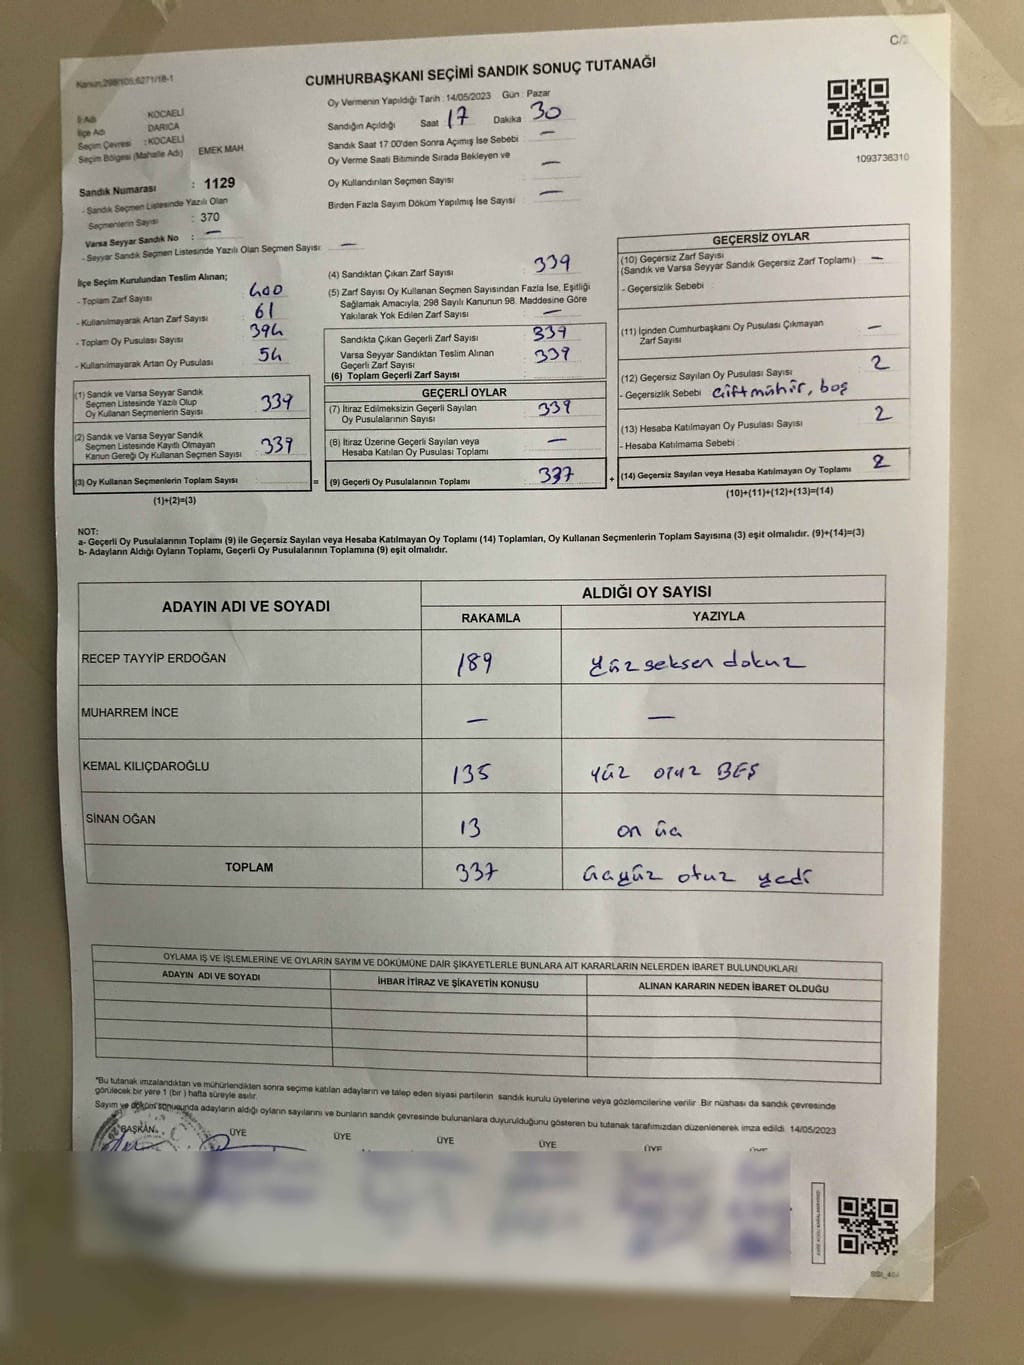 Kanun;298/105,6271/18-1
C/2
CUMHURBAŞKANI SEÇİMİ SANDIK SONUÇ TUTANAĞI
İl Adı KOCAELİ
İlçe Adı DARICA
Seçim Çevresi : KOCAELİ
Seçim Bölgesi (Mahalle Adı) EMEK MAH.
Sandık Numarası : 1129
- Sandık Seçmen Listesinde Yazılı Olan
Seçmenlerin Sayısı : 370
Varsa Seyyar Sandık No : —
- Seyyar Sandık Seçmen Listesinde Yazılı Olan Seçmen Sayısı —
Oy Vermenin Yapıldığı Tarih : 14/05/2023 Gün : Pazar
Sandığın Açıldığı Saat 17 Dakika 30
Sandık Saat 17:00'den Sonra Açımış İse Sebebi : —
Oy Verme Saati Bitiminde Sırada Bekleyen ve
Oy Kullandırılan Seçmen Sayısı —
Birden Fazla Sayım Döküm Yapılmış İse Sayısı —
1093736310
İlçe Seçim Kurulundan Teslim Alınan;
- Toplam Zarf Sayısı 400
- Kullanılmayarak Artan Zarf Sayısı 61
- Toplam Oy Pusulası Sayısı 394
- Kullanılmayarak Artan Oy Pusulası 54
(1) Sandık ve Varsa Seyyar Sandık
Seçmen Listesinde Yazılı Olup
Oy Kullanan Seçmenlerin Sayısı 339
(2) Sandık ve Varsa Seyyar Sandık
Seçmen Listesinde Kayıtlı Olmayan
Kanun Gereği Oy Kullanan Seçmen Sayısı 339
(3) Oy Kullanan Seçmenlerin Toplam Sayısı =
(1)+(2)=(3)
(4) Sandıktan Çıkan Zarf Sayısı 339
(5) Zarf Sayısı Oy Kullanan Seçmen Sayısından Fazla İse, Eşitliği
Sağlamak Amacıyla, 298 Sayılı Kanunun 98. Maddesine Göre
Yakılarak Yok Edilen Zarf Sayısı —
Sandıkta Çıkan Geçerli Zarf Sayısı 339
Varsa Seyyar Sandıktan Teslim Alınan
Geçerli Zarf Sayısı 339
(6) Toplam Geçerli Zarf Sayısı
GEÇERLİ OYLAR
(7) İtiraz Edilmeksizin Geçerli Sayılan
Oy Pusulalarının Sayısı 339
(8) İtiraz Üzerine Geçerli Sayılan veya
Hesaba Katılan Oy Pusulası Toplamı —
(9) Geçerli Oy Pusulalarının Toplamı 337 +
GEÇERSİZ OYLAR
(10) Geçersiz Zarf Sayısı
(Sandık ve Varsa Seyyar Sandık Geçersiz Zarf Toplamı) —
- Geçersizlik Sebebi :
(11) İçinden Cumhurbaşkanı Oy Pusulası Çıkmayan
Zarf Sayısı —
(12) Geçersiz Sayılan Oy Pusulası Sayısı 2
- Geçersizlik Sebebi Çift mühür, boş
(13) Hesaba Katılmayan Oy Pusulası Sayısı 2
- Hesaba Katılmama Sebebi :
(14) Geçersiz Sayılan veya Hesaba Katılmayan Oy Toplamı 2
(10)+(11)+(12)+(13)=(14)
NOT:
a- Geçerli Oy Pusulalarının Toplamı (9) ile Geçersiz Sayılan veya Hesaba Katılmayan Oy Toplamı (14) Toplamları, Oy Kullanan Seçmenlerin Toplam Sayısına (3) eşit olmalıdır. (9)+(14)=(3)
b- Adayların Aldığı Oyların Toplamı, Geçerli Oy Pusulalarının Toplamına (9) eşit olmalıdır.
ADAYIN ADI VE SOYADI ALDIĞI OY SAYISI
RAKAMLA YAZIYLA
RECEP TAYYİP ERDOĞAN 189 yüz seksen dokuz
MUHARREM İNCE — —
KEMAL KILIÇDAROĞLU 135 yüz otuz BEŞ
SİNAN OĞAN 13 on üç
TOPLAM 337 üçyüz otuz yedi
OYLAMA İŞ VE İŞLEMLERİNE VE OYLARIN SAYIM VE DÖKÜMÜNE DAİR ŞİKAYETLERLE BUNLARA AİT KARARLARIN NELERDEN İBARET BULUNDUKLARI
ADAYIN ADI VE SOYADI İHBAR İTİRAZ VE ŞİKAYETİN KONUSU ALINAN KARARIN NEDEN İBARET OLDUĞU
*Bu tutanak imzalandıktan ve mühürlendikten sonra seçime katılan adayların ve talep eden siyasi partilerin sandık kurulu üyelerine veya gözlemcilerine verilir. Bir nüshası da sandık çevresinde
görülecek bir yere 1 (bir) hafta süreyle asılır.
Sayım ve döküm sonucunda adayların aldığı oyların sayılarını ve bunların sandık çevresinde bulunanlara duyurulduğunu gösteren bu tutanak tarafımızdan düzenlenerek imza edildi. 14/05/2023
BAŞKAN ÜYE ÜYE ÜYE ÜYE ÜYE